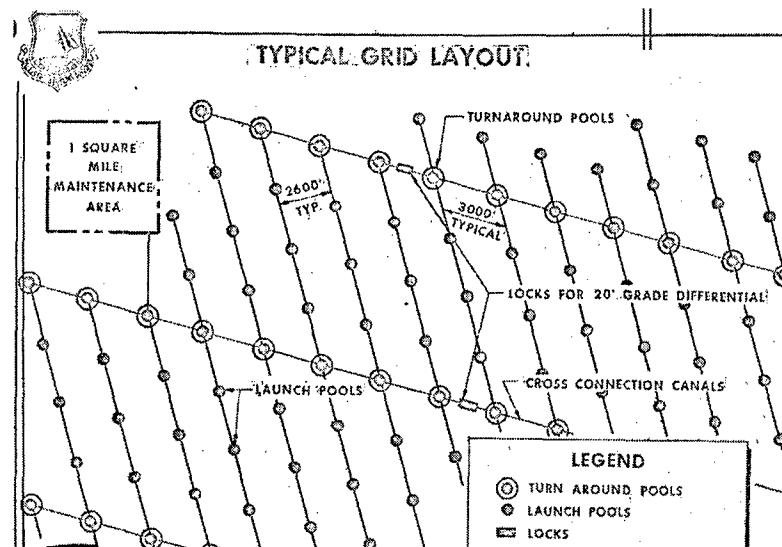 TYPICAL GRID LAYOUT
1 SQUARE
MILE
MAINTENANCE
AREA
TURNAROUND POOLS
2600'
TYP.
3000'
TYPICAL
LOCKS FOR 20' GRADE DIFFERENTIAL
LAUNCH POOLS
CROSS CONNECTION CANALS
LEGEND
TURN AROUND POOLS
LAUNCH POOLS
LOCKS